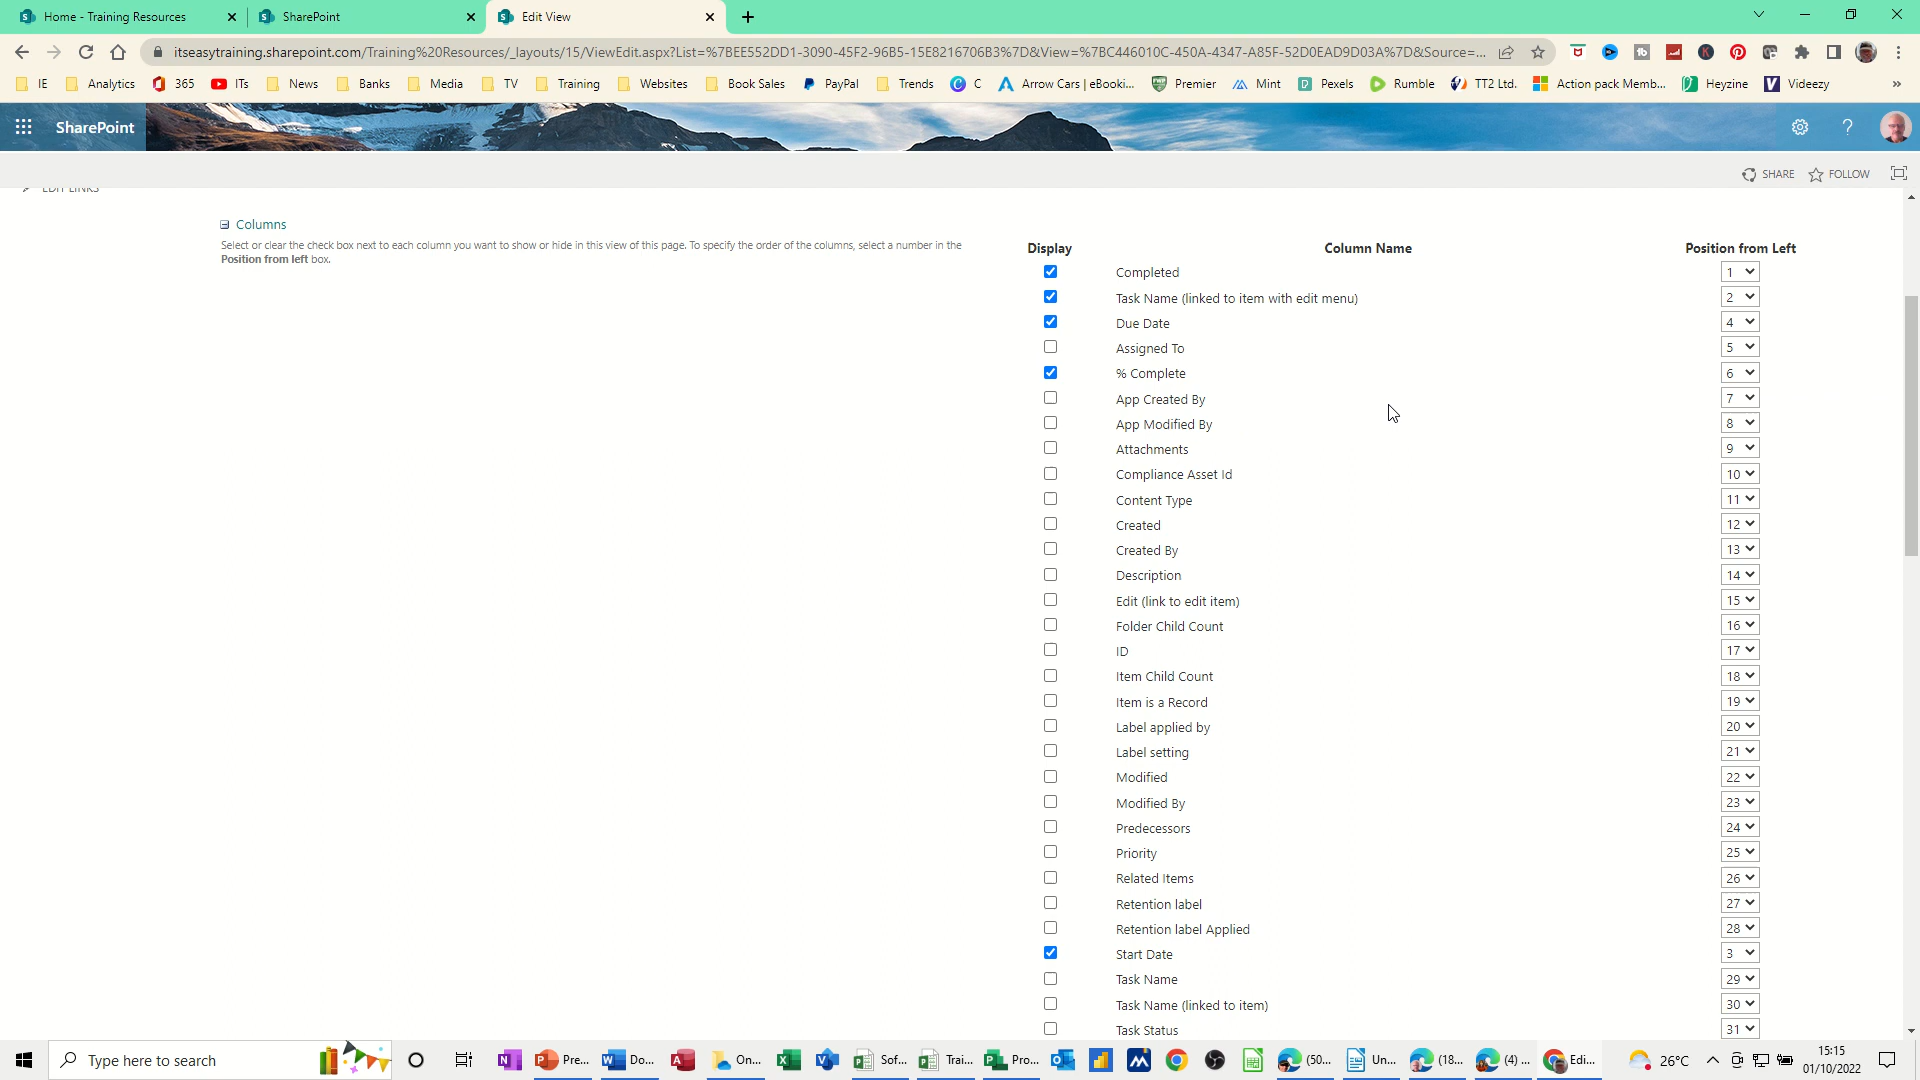 Home - Training Resources
SharePoint
Edit View
itseasytraining.sharepoint.com/Training%20Resources/_layouts/15/ViewEdit.aspx?List=%7BEE552DD1-3090-45F2-96B5-15E8216706B3%7D&View=%7BC446010C-450A-4347-A85F-52D0EAD9D03A%7D&Source=...
IE Analytics 365 ITs News Banks Media TV Training Websites Book Sales PayPal Trends C Arrow Cars | eBooki... Premier Mint Pexels Rumble TT2 Ltd. Action pack Memb... Heyzine Videezy »
SharePoint
SHARE FOLLOW
EDIT LINKS
Columns
Select or clear the check box next to each column you want to show or hide in this view of this page. To specify the order of the columns, select a number in the
Position from left box.
Display Column Name Position from Left
Completed 1
Task Name (linked to item with edit menu) 2
Due Date 4
Assigned To 5
% Complete 6
App Created By 7
App Modified By 8
Attachments 9
Compliance Asset Id 10
Content Type 11
Created 12
Created By 13
Description 14
Edit (link to edit item) 15
Folder Child Count 16
ID 17
Item Child Count 18
Item is a Record 19
Label applied by 20
Label setting 21
Modified 22
Modified By 23
Predecessors 24
Priority 25
Related Items 26
Retention label 27
Retention label Applied 28
Start Date 3
Task Name 29
Task Name (linked to item) 30
Task Status 31
Type here to search
Pre... Do... On... Sof... Trai... Pro... (50... Un... (18... (4) ... Edi...
26°C
15:15
01/10/2022